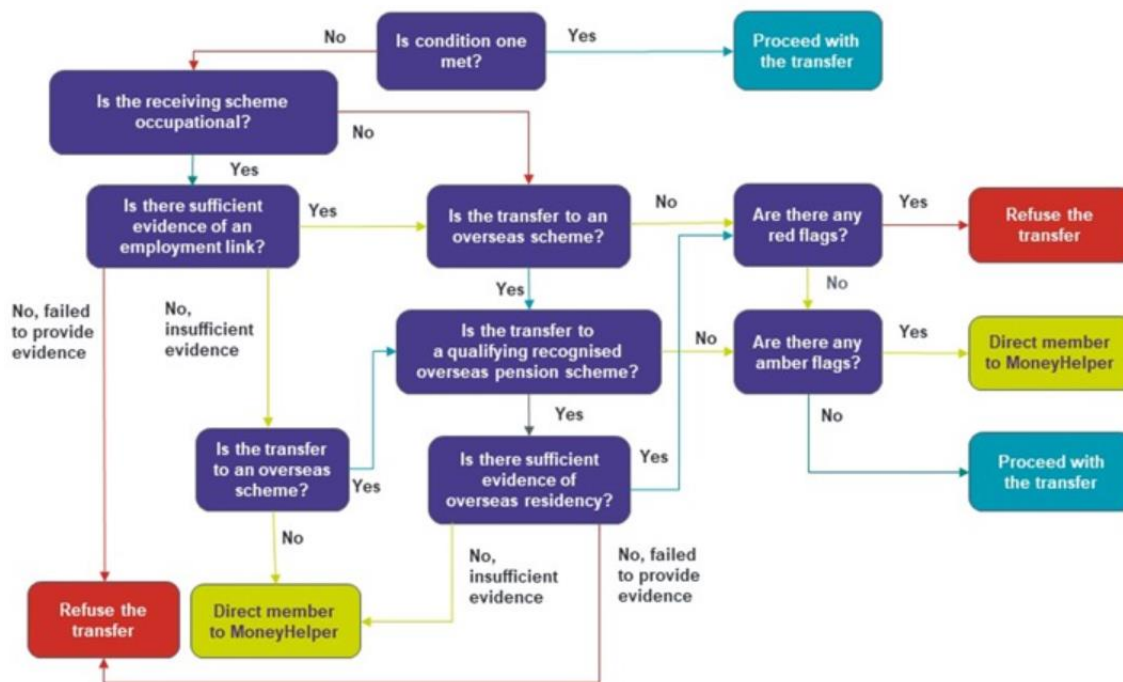 No
Is condition one
met?
Yes
Proceed with
the transfer
Is the receiving scheme
occupational?
No
Yes
Is there sufficient
evidence of an
employment link?
Yes
Is the transfer to an
overseas scheme?
No
Are there any
red flags?
Yes
Refuse the
transfer
No, failed
to provide
evidence
No,
insufficient
evidence
Yes
No
Is the transfer to
a qualifying recognised
overseas pension scheme?
No
Are there any
amber flags?
Yes
Direct member
to MoneyHelper
Yes
No
Is the transfer
to an overseas
scheme?
Yes
Is there sufficient
evidence of
overseas residency?
Yes
Proceed with
the transfer
No
No,
insufficient
evidence
No, failed
to provide
evidence
Refuse the
transfer
Direct member
to MoneyHelper